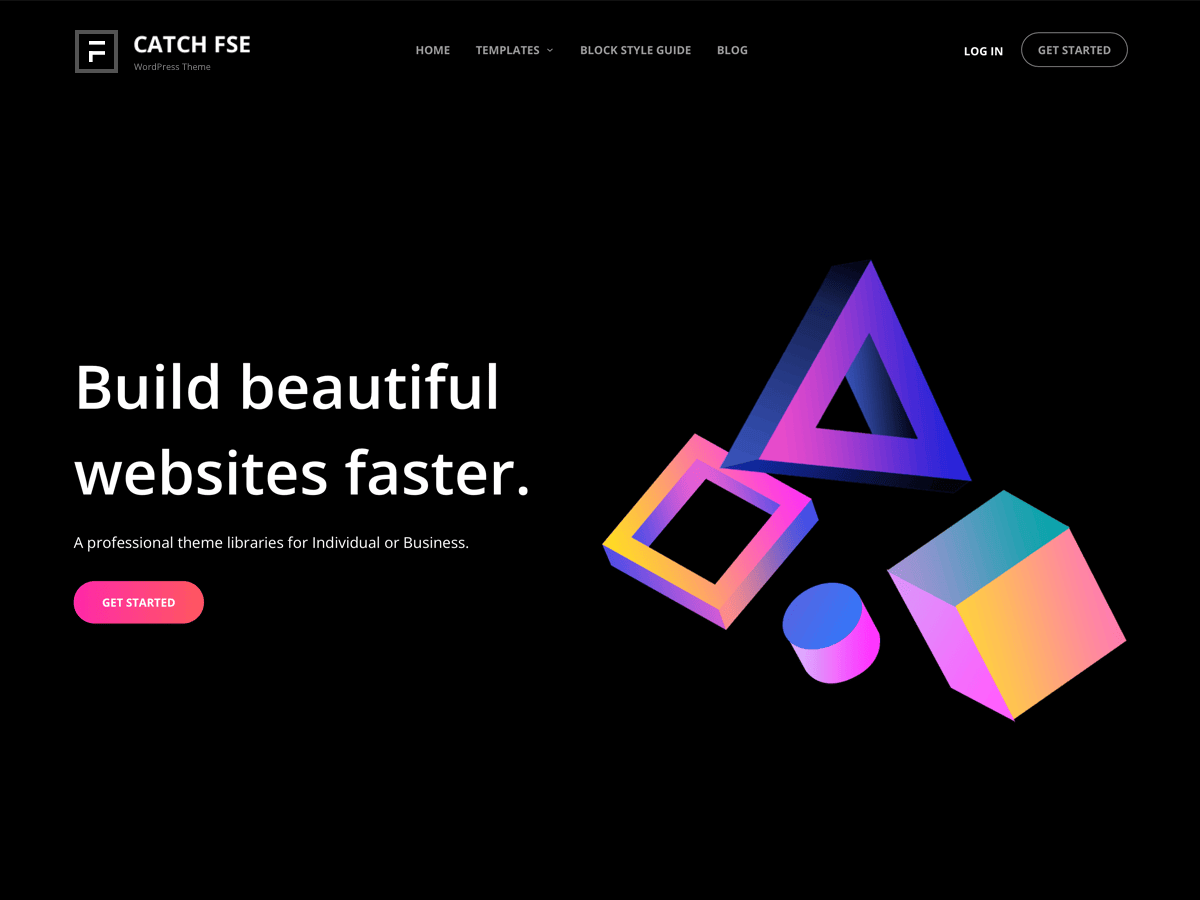 CATCH FSE
WordPress Theme
HOME
TEMPLATES
BLOCK STYLE GUIDE
BLOG
LOG IN
GET STARTED
Build beautiful
websites faster.
A professional theme libraries for Individual or Business.
GET STARTED